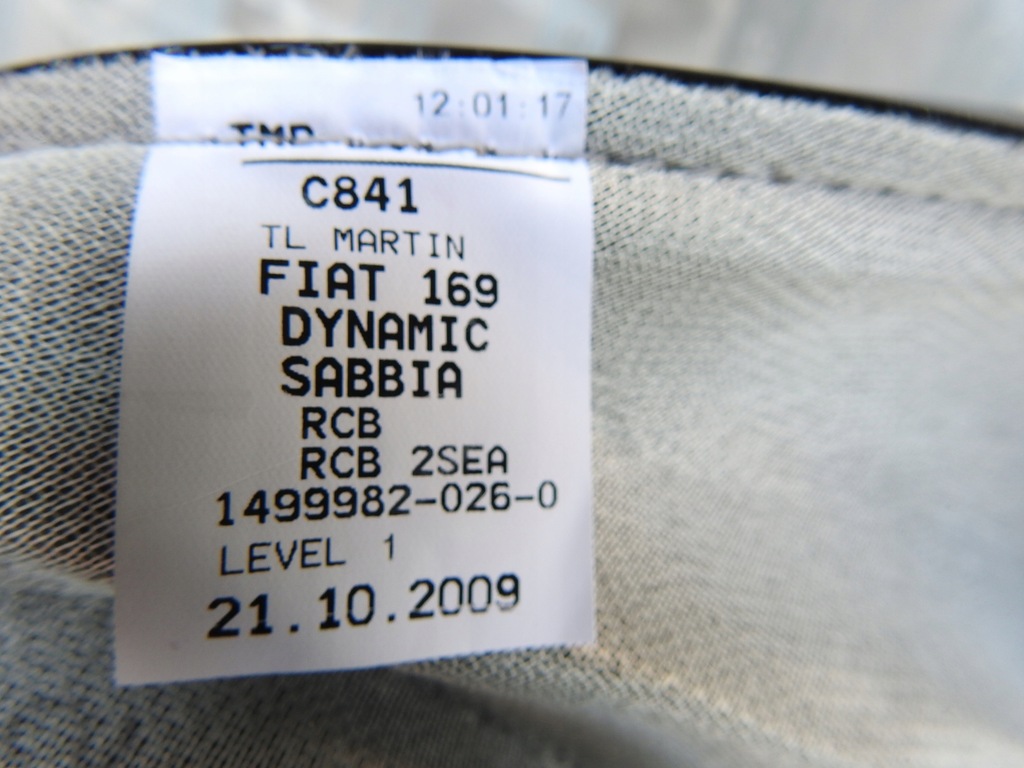 12:01:17
C841
TL MARTIN
FIAT 169
DYNAMIC
SABBIA
RCB
RCB 2SEA
1499982-026-0
LEVEL 1
21.10.2009